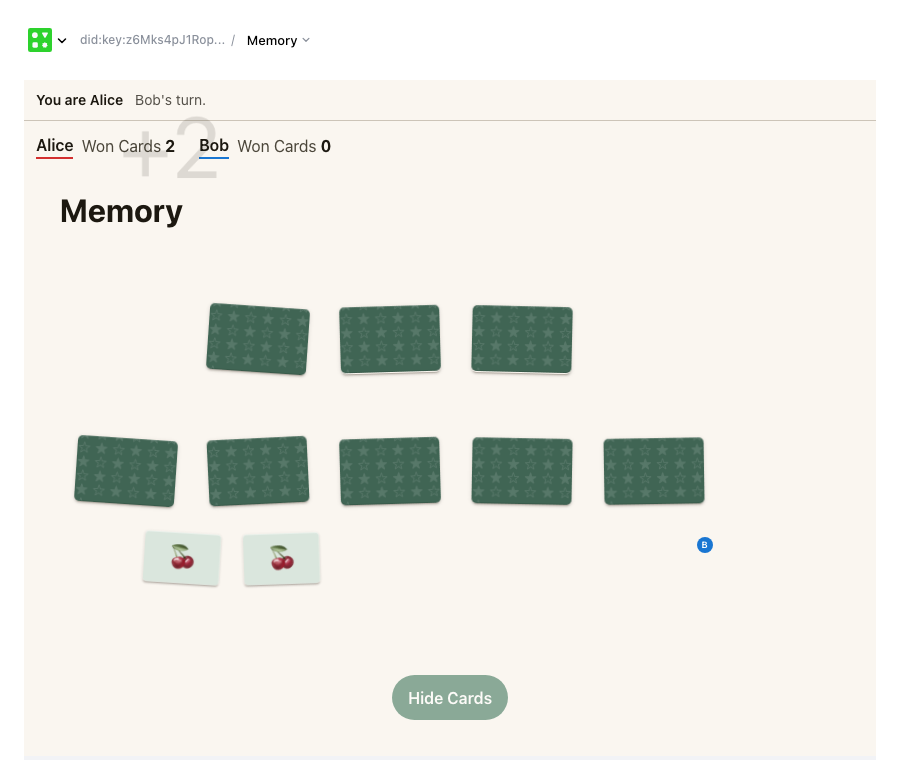 did:key:z6Mks4pJ1Rop... / Memory
You are Alice Bob's turn.
+2
Alice Won Cards 2 Bob Won Cards 0
Memory
B
Hide Cards